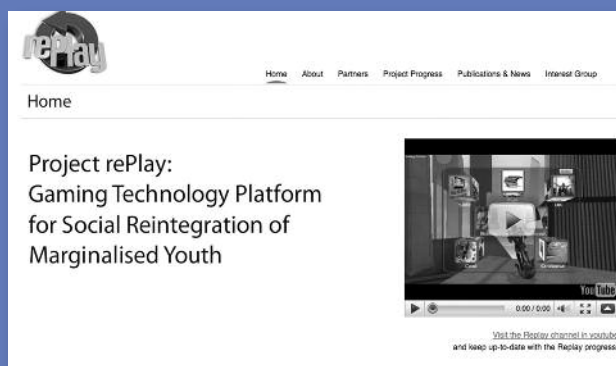 rePlay
Home About Partners Project Progress Publications & News Interest Group
Home
Project rePlay:
Gaming Technology Platform
for Social Reintegration of
Marginalised Youth
YouTube
0:00 / 0:00
Visit the Replay channel in youtube
and keep up-to-date with the Replay progress